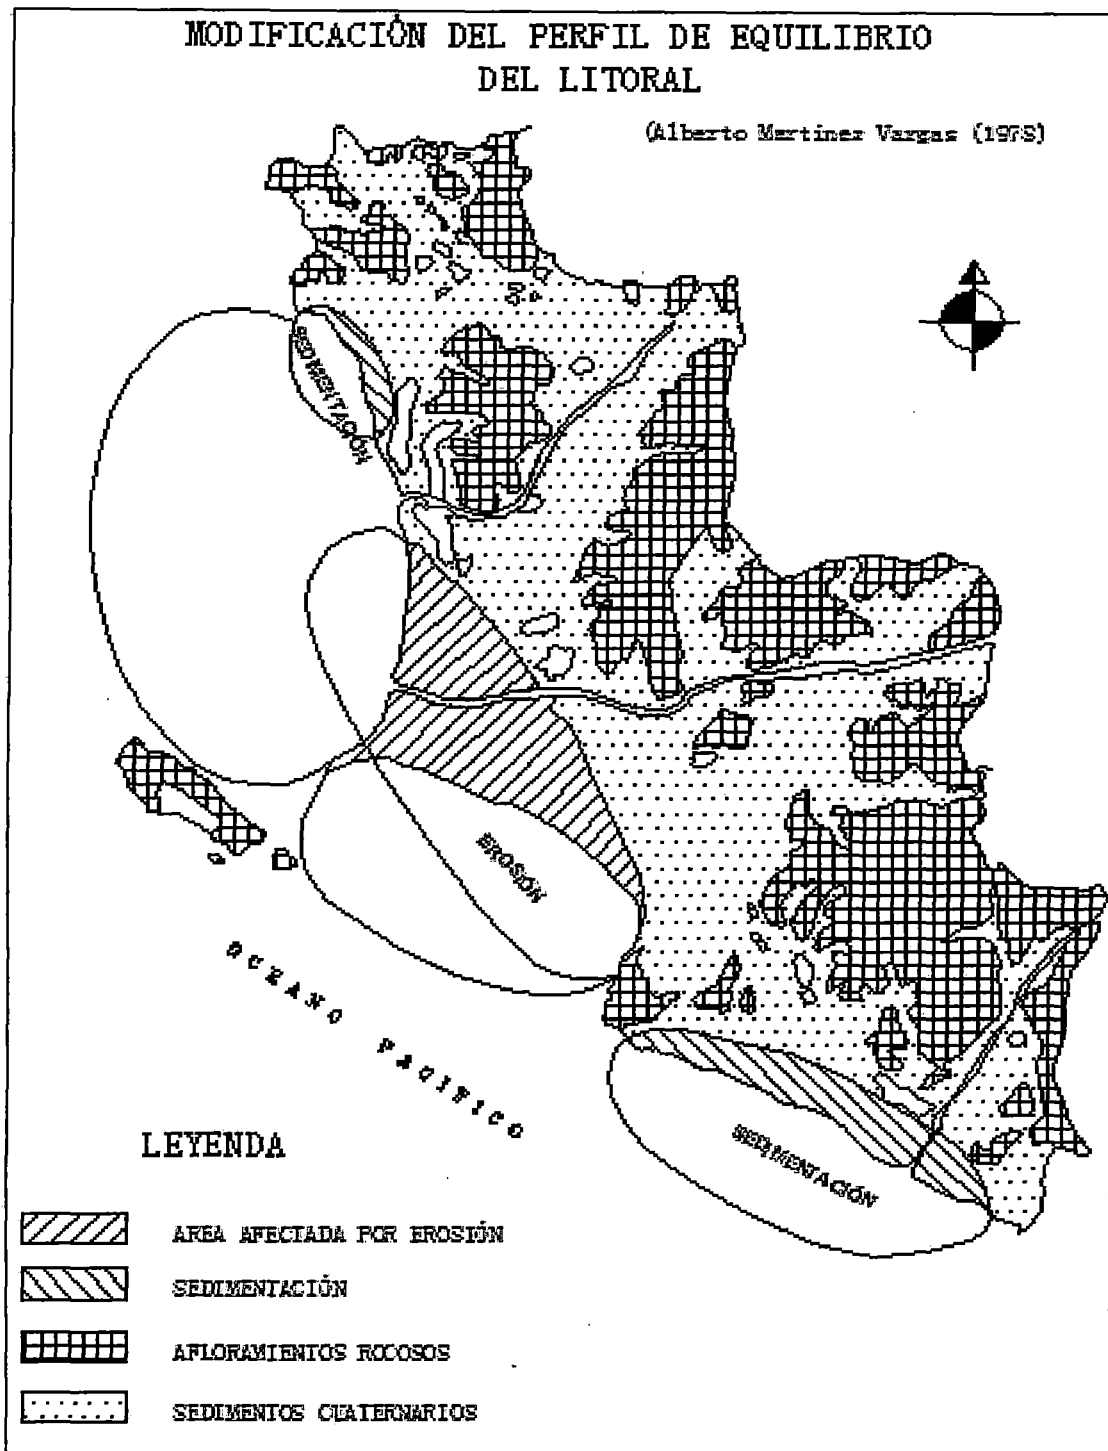 MODIFICACIÓN DEL PERFIL DE EQUILIBRIO
DEL LITORAL
(Alberto Martinez Vargas (1978)
SEDIMENTACIÓN
EROSIÓN
OCEANO PACIFICO
SEDIMENTACIÓN
LEYENDA
AREA AFECTADA POR EROSIÓN
SEDIMENTACIÓN
AFLORAMIENTOS ROCOSOS
SEDIMENTOS CUATERNARIOS